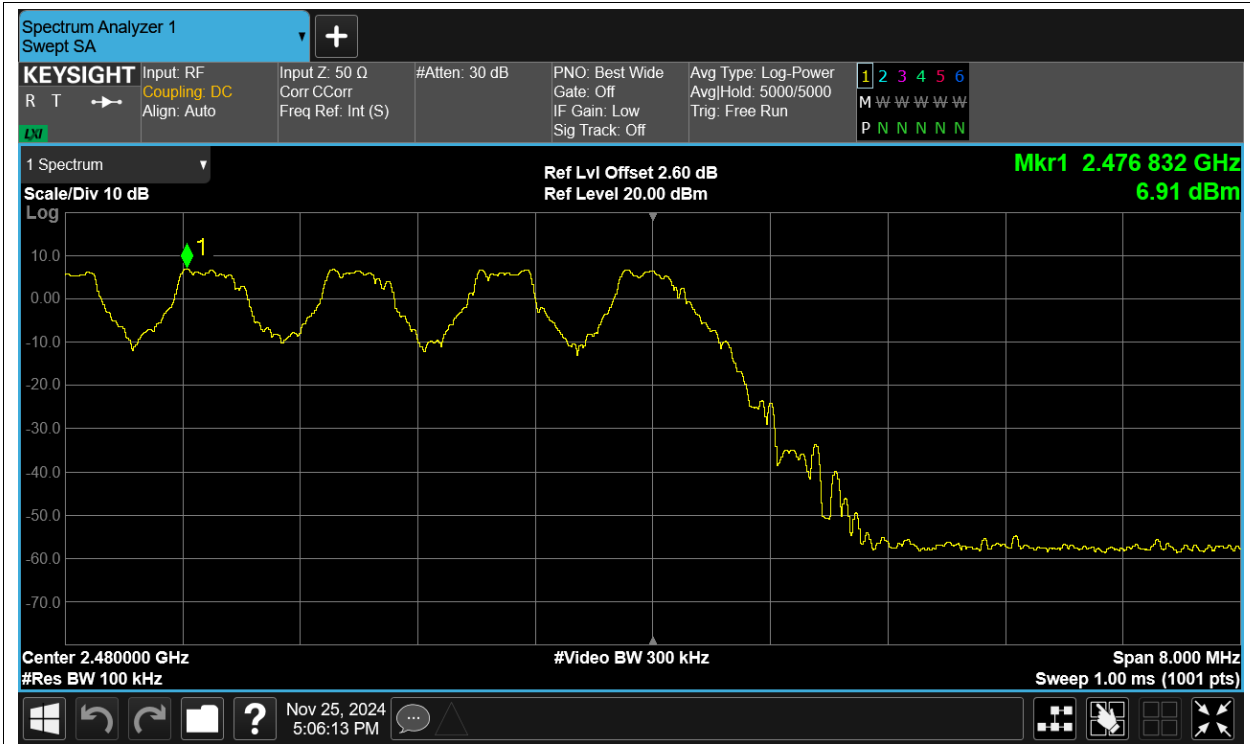 Spectrum Analyzer 1
Swept SA
KEYSIGHT
R T
LXI
Input: RF
Coupling: DC
Align: Auto
Input Z: 50 Ω
Corr CCorr
Freq Ref: Int (S)
#Atten: 30 dB
PNO: Best Wide
Gate: Off
IF Gain: Low
Sig Track: Off
Avg Type: Log-Power
Avg|Hold: 5000/5000
Trig: Free Run
1 2 3 4 5 6
M W W W W W
P N N N N N
1 Spectrum
Scale/Div 10 dB
Log
Ref Lvl Offset 2.60 dB
Ref Level 20.00 dBm
Mkr1 2.476 832 GHz
6.91 dBm
1
10.0
0.00
-10.0
-20.0
-30.0
-40.0
-50.0
-60.0
-70.0
Center 2.480000 GHz
#Res BW 100 kHz
#Video BW 300 kHz
Span 8.000 MHz
Sweep 1.00 ms (1001 pts)
?
Nov 25, 2024
5:06:13 PM